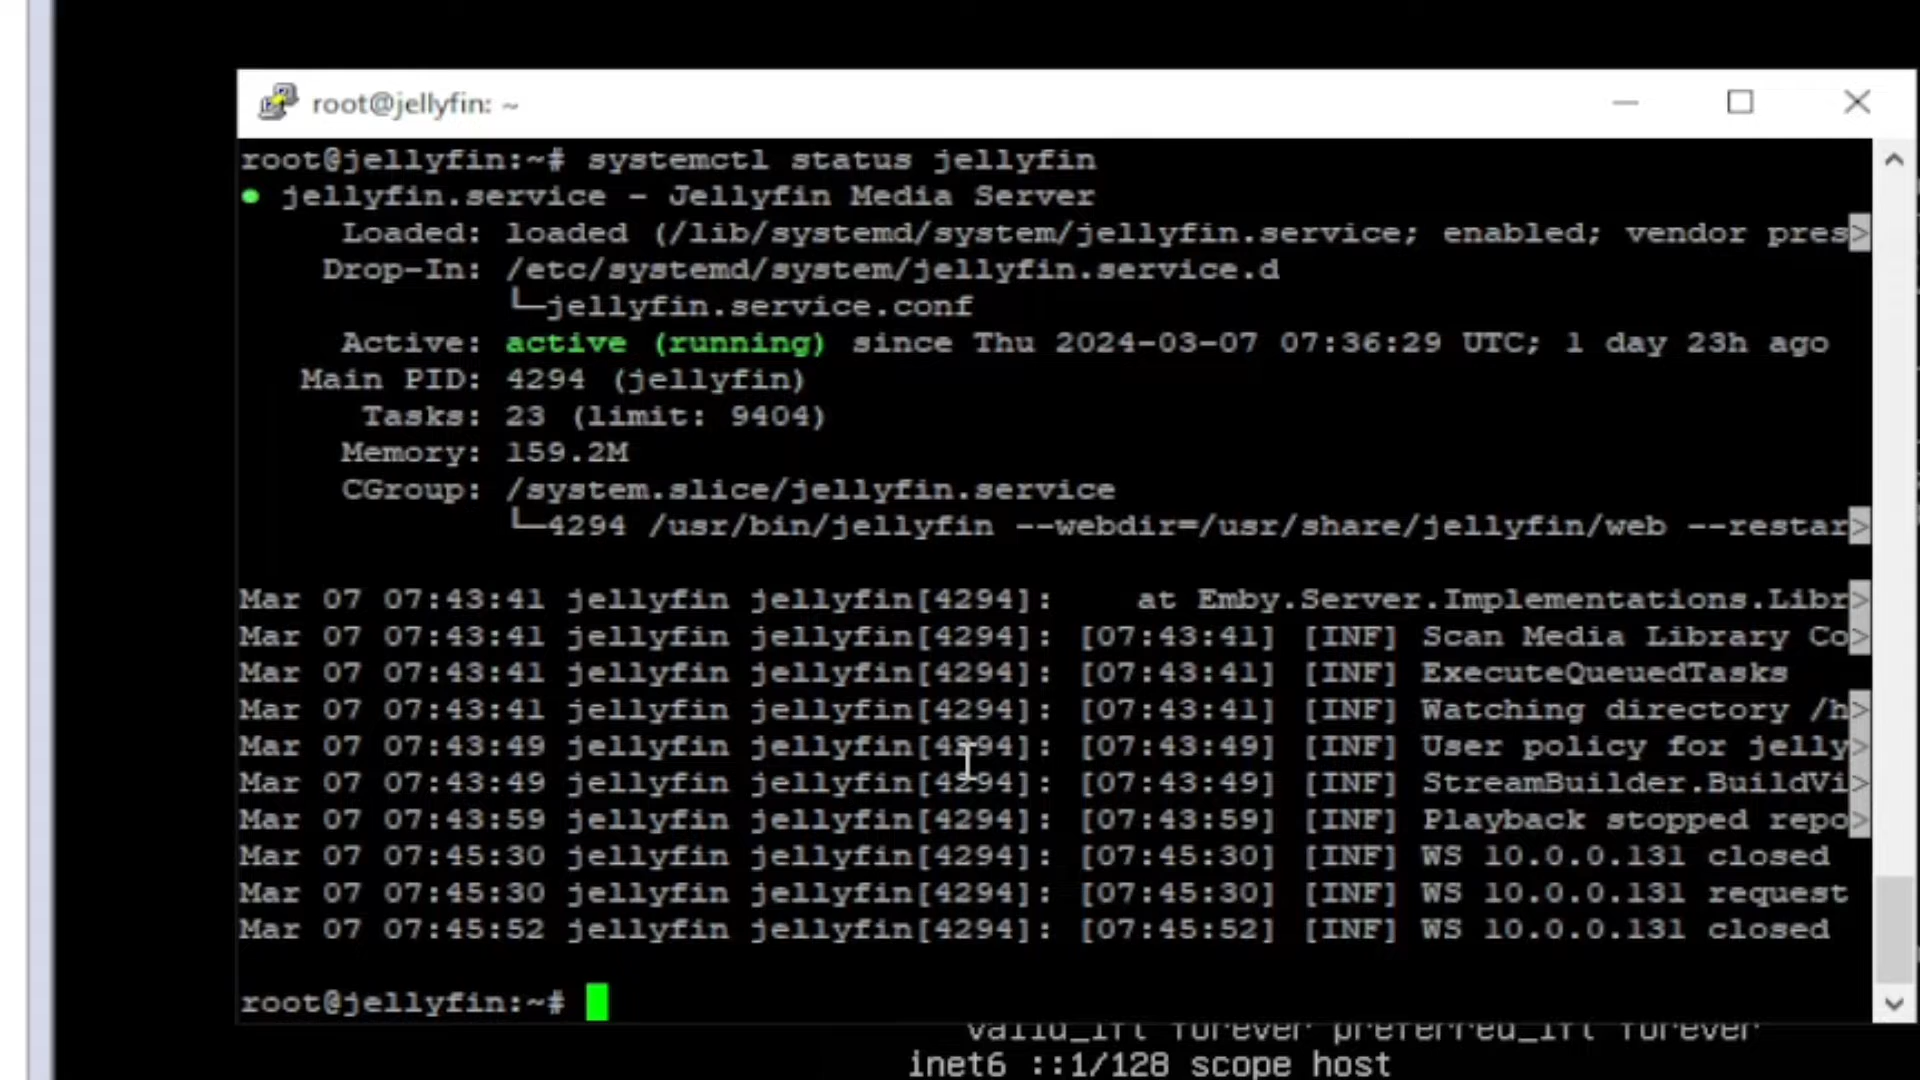 root@jellyfin: ~
root@jellyfin:~# systemctl status jellyfin
● jellyfin.service - Jellyfin Media Server
Loaded: loaded (/lib/systemd/system/jellyfin.service; enabled; vendor pres>
Drop-In: /etc/systemd/system/jellyfin.service.d
└─jellyfin.service.conf
Active: active (running) since Thu 2024-03-07 07:36:29 UTC; 1 day 23h ago
Main PID: 4294 (jellyfin)
Tasks: 23 (limit: 9404)
Memory: 159.2M
CGroup: /system.slice/jellyfin.service
└─4294 /usr/bin/jellyfin --webdir=/usr/share/jellyfin/web --restar>
Mar 07 07:43:41 jellyfin jellyfin[4294]:    at Emby.Server.Implementations.Libr>
Mar 07 07:43:41 jellyfin jellyfin[4294]: [07:43:41] [INF] Scan Media Library Co>
Mar 07 07:43:41 jellyfin jellyfin[4294]: [07:43:41] [INF] ExecuteQueuedTasks
Mar 07 07:43:41 jellyfin jellyfin[4294]: [07:43:41] [INF] Watching directory /h>
Mar 07 07:43:49 jellyfin jellyfin[4294]: [07:43:49] [INF] User policy for jelly>
Mar 07 07:43:49 jellyfin jellyfin[4294]: [07:43:49] [INF] StreamBuilder.BuildVi>
Mar 07 07:43:59 jellyfin jellyfin[4294]: [07:43:59] [INF] Playback stopped repo>
Mar 07 07:45:30 jellyfin jellyfin[4294]: [07:45:30] [INF] WS 10.0.0.131 closed
Mar 07 07:45:30 jellyfin jellyfin[4294]: [07:45:30] [INF] WS 10.0.0.131 request
Mar 07 07:45:52 jellyfin jellyfin[4294]: [07:45:52] [INF] WS 10.0.0.131 closed
root@jellyfin:~#
valid_lft forever preferred_lft forever
inet6 ::1/128 scope host